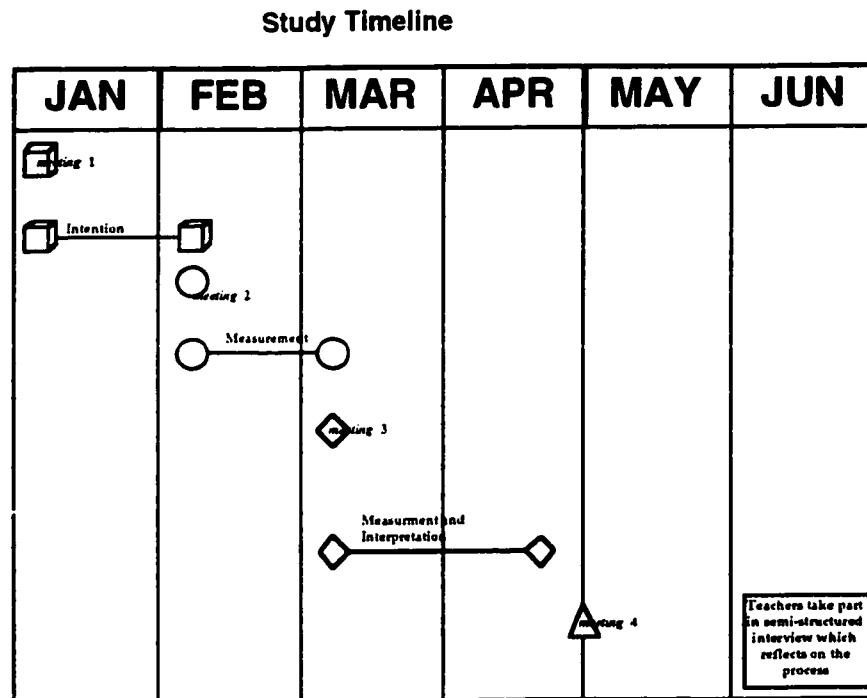 Study Timeline
JAN FEB MAR APR MAY JUN
meeting 1
Intention
meeting 2
Measurement
meeting 3
Measurment and
Interpretation
meeting 4
Teachers take part
in semi-structured
interview which
reflects on the
process